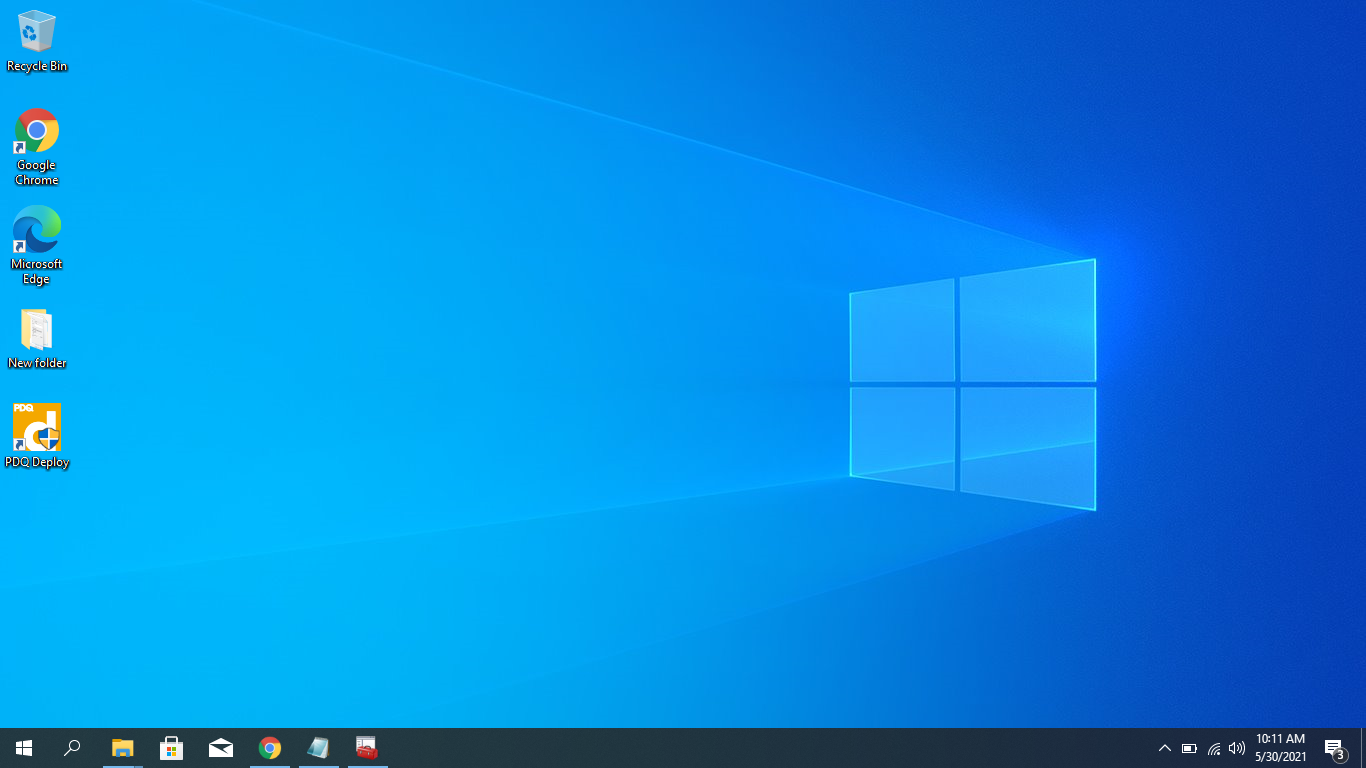 Recycle Bin
Google
Chrome
Microsoft
Edge
New folder
PDQ
d
PDQ Deploy
10:11 AM
5/30/2021
3